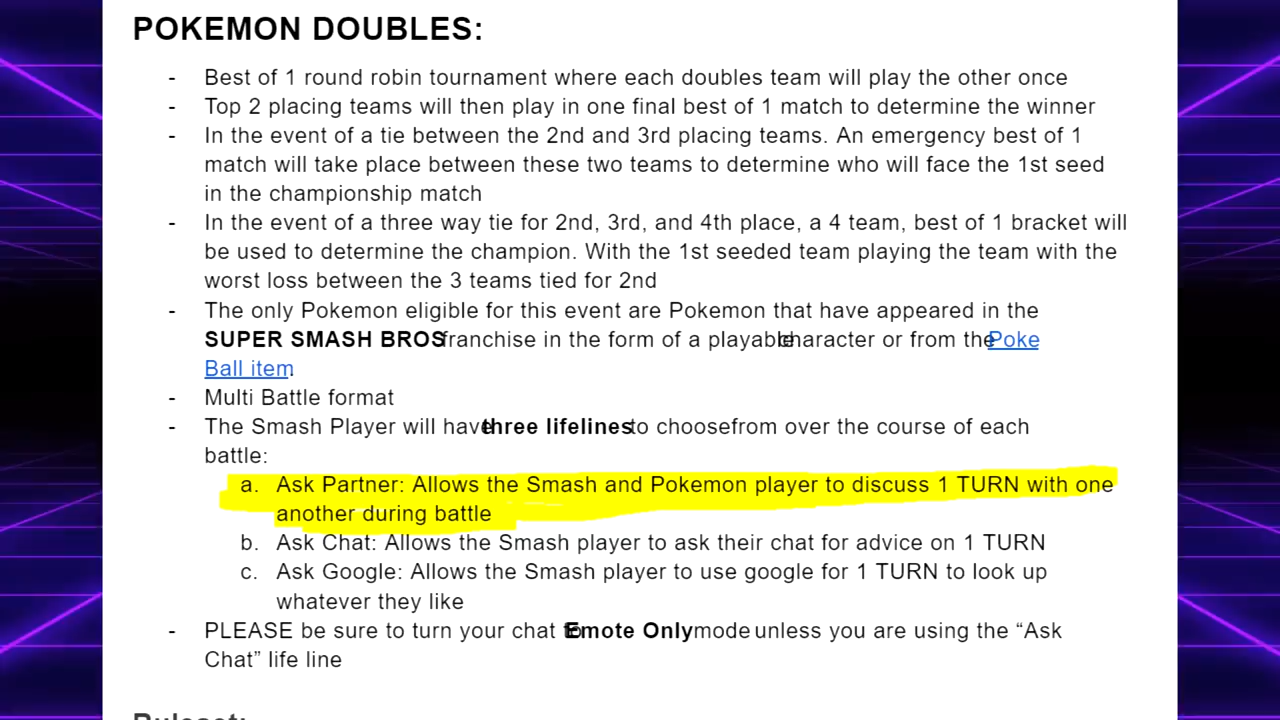 POKEMON DOUBLES:
- Best of 1 round robin tournament where each doubles team will play the other once
- Top 2 placing teams will then play in one final best of 1 match to determine the winner
- In the event of a tie between the 2nd and 3rd placing teams. An emergency best of 1
match will take place between these two teams to determine who will face the 1st seed
in the championship match
- In the event of a three way tie for 2nd, 3rd, and 4th place, a 4 team, best of 1 bracket will
be used to determine the champion. With the 1st seeded team playing the team with the
worst loss between the 3 teams tied for 2nd
- The only Pokemon eligible for this event are Pokemon that have appeared in the
SUPER SMASH BROS franchise in the form of a playable character or from the Poke
Ball item.
- Multi Battle format
- The Smash Player will have three lifelines to choose from over the course of each
battle:
a. Ask Partner: Allows the Smash and Pokemon player to discuss 1 TURN with one
another during battle
b. Ask Chat: Allows the Smash player to ask their chat for advice on 1 TURN
c. Ask Google: Allows the Smash player to use google for 1 TURN to look up
whatever they like
- PLEASE be sure to turn your chat to Emote Only mode unless you are using the “Ask
Chat” life line
Ruleset: